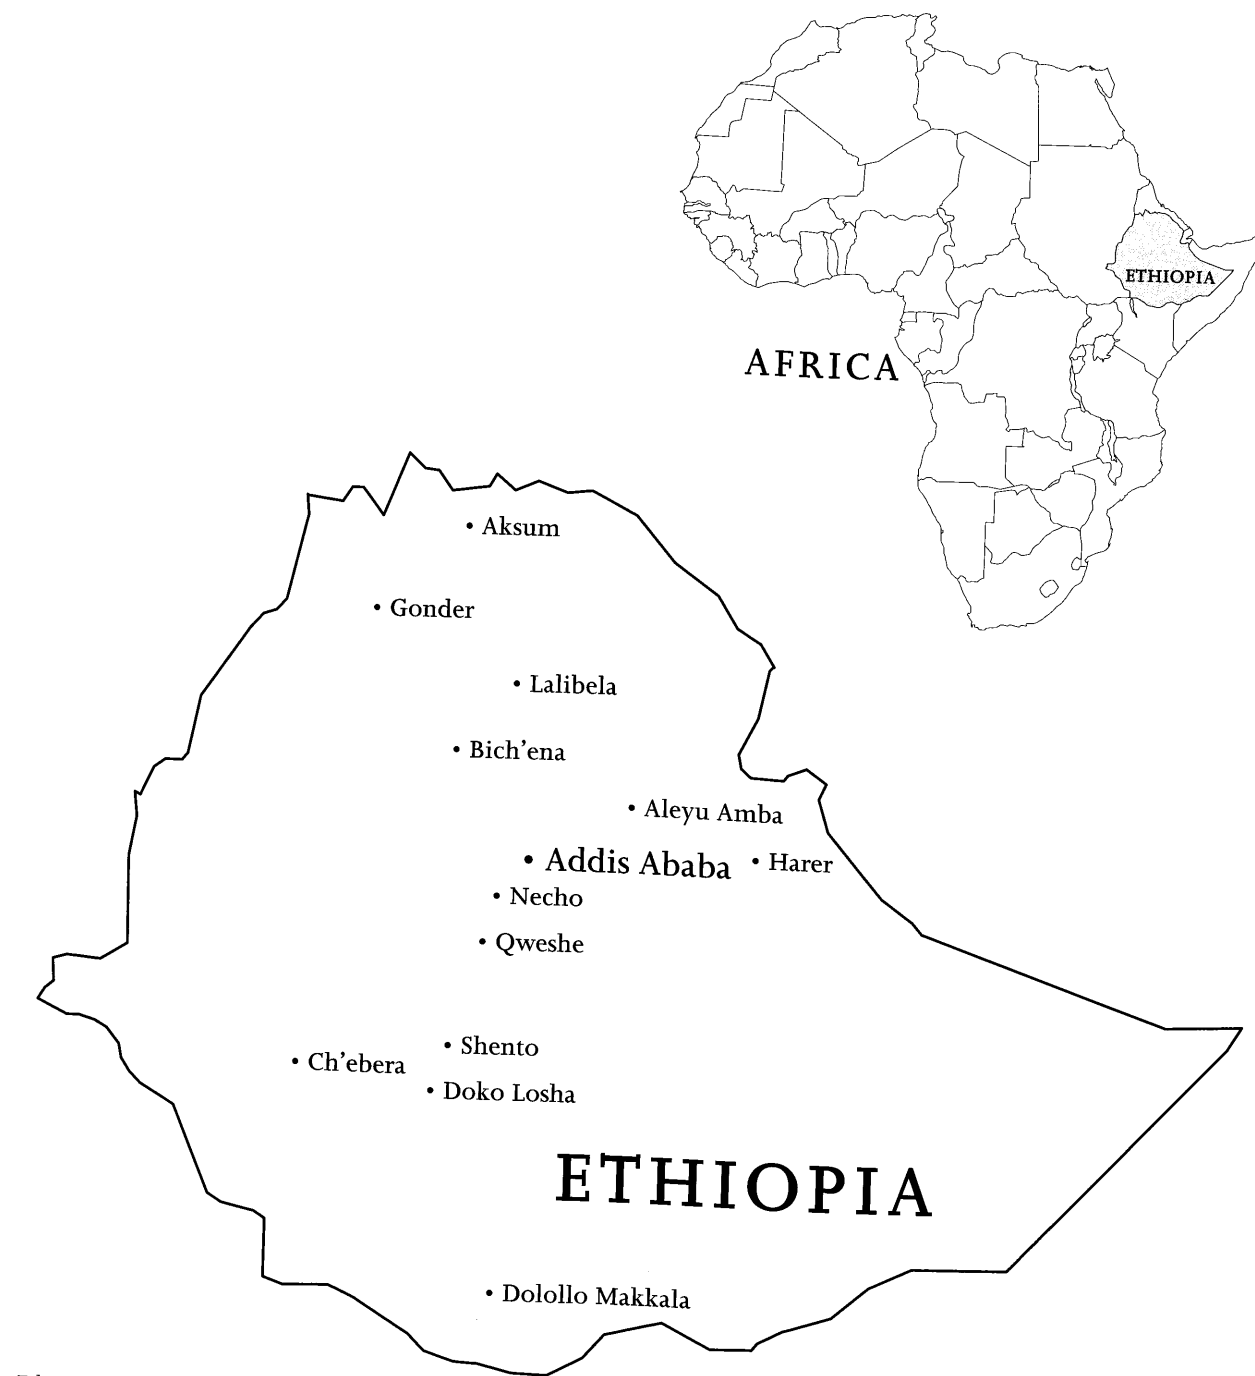 ETHIOPIA
AFRICA
Aksum
Gonder
Lalibela
Bich’ena
Aleyu Amba
Addis Ababa
Harer
Necho
Qweshe
Shento
Ch’ebera
Doko Losha
ETHIOPIA
Dolollo Makkala